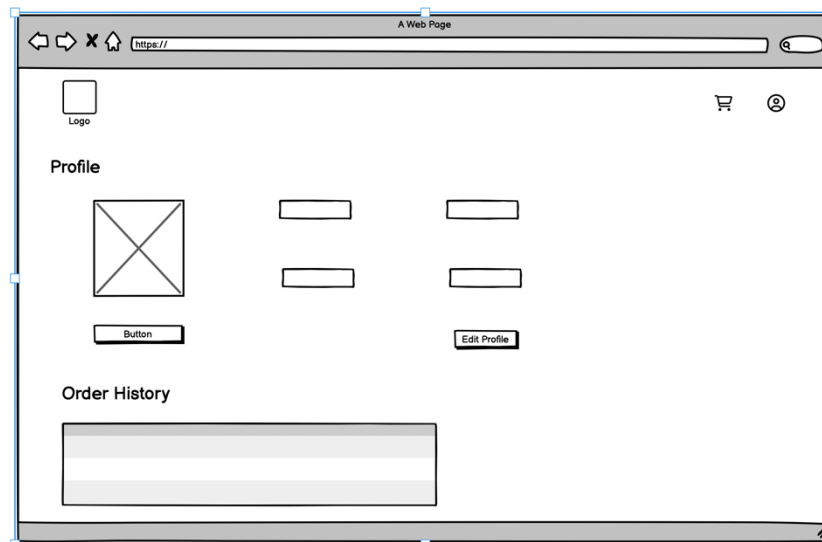 A Web Page
https://
Logo
Profile
Button
Edit Profile
Order History